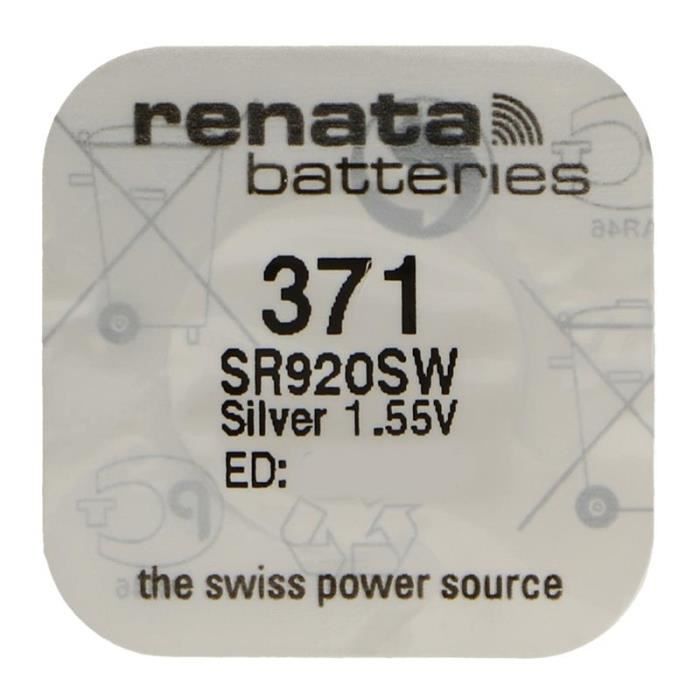 renata
batteries
371
SR920SW
Silver 1.55V
ED:
the swiss power source